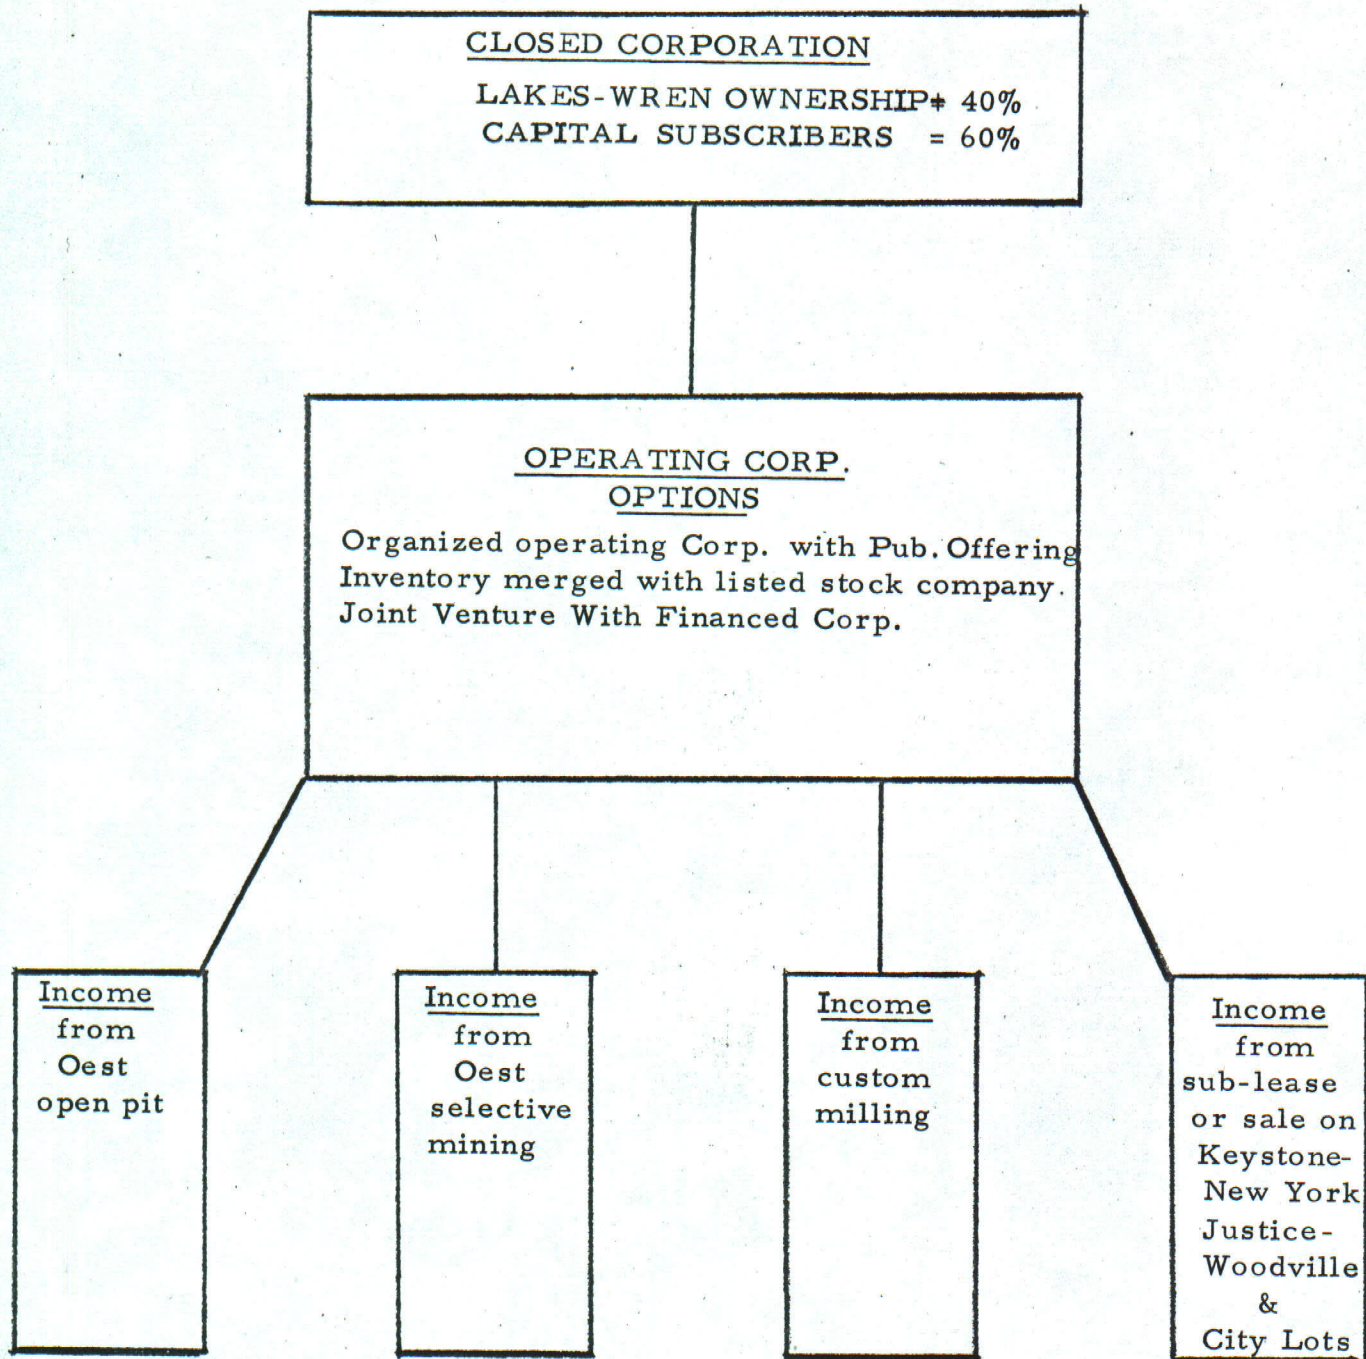 CLOSED CORPORATION
LAKES-WREN OWNERSHIP= 40%
CAPITAL SUBSCRIBERS = 60%
OPERATING CORP.
OPTIONS
Organized operating Corp. with Pub. Offering
Inventory merged with listed stock company.
Joint Venture With Financed Corp.
Income
from
Oest
open pit
Income
from
Oest
selective
mining
Income
from
custom
milling
Income
from
sub-lease
or sale on
Keystone-
New York
Justice-
Woodville
&
City Lots